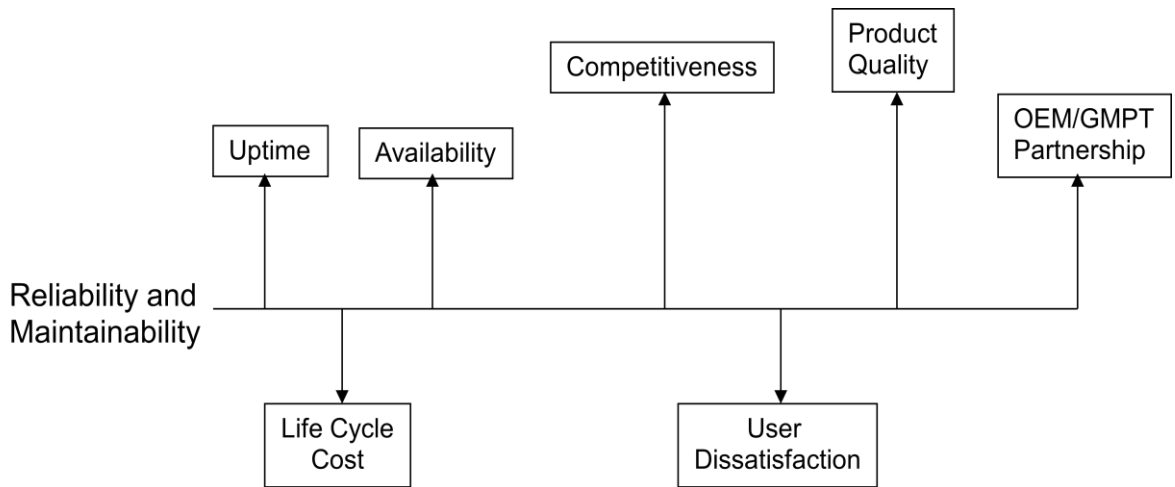 Competitiveness
Product
Quality
OEM/GMPT
Partnership
Uptime
Availability
Reliability and
Maintainability
Life Cycle
Cost
User
Dissatisfaction